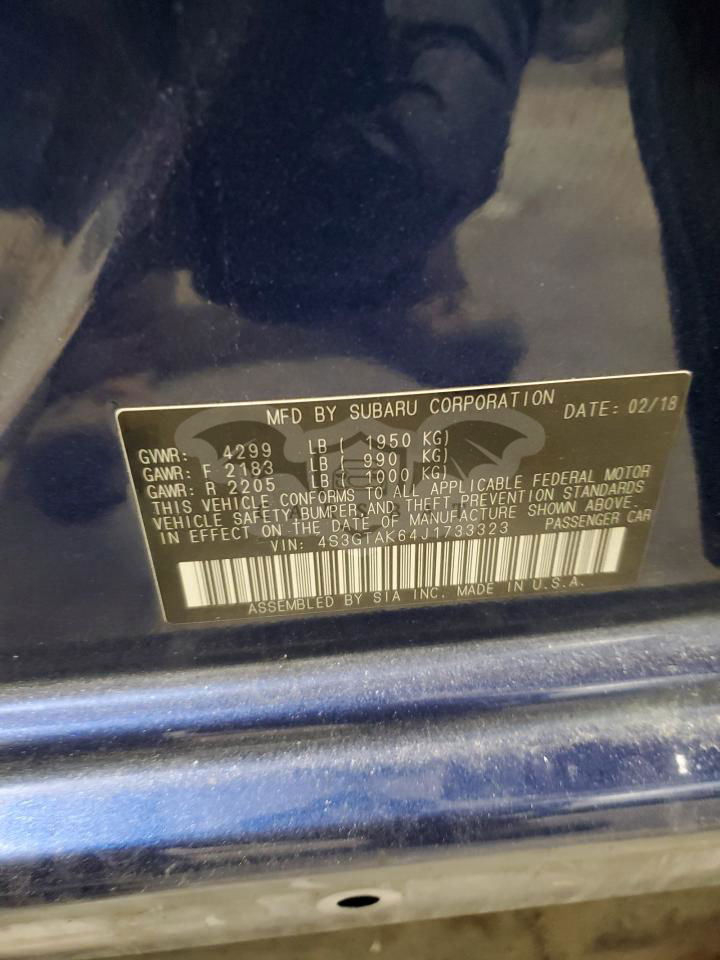 MFD BY SUBARU CORPORATION DATE: 02/18
GVWR: 4299 LB ( 1950 KG)
GAWR: F 2183 LB ( 990 KG)
GAWR: R 2205 LB ( 1000 KG)
THIS VEHICLE CONFORMS TO ALL APPLICABLE FEDERAL MOTOR
VEHICLE SAFETY, BUMPER, AND THEFT PREVENTION STANDARDS
IN EFFECT ON THE DATE OF MANUFACTURE SHOWN ABOVE
VIN: 4S3GTAK64J1733323 PASSENGER CAR
ASSEMBLED BY SIA INC. MADE IN U.S.A.